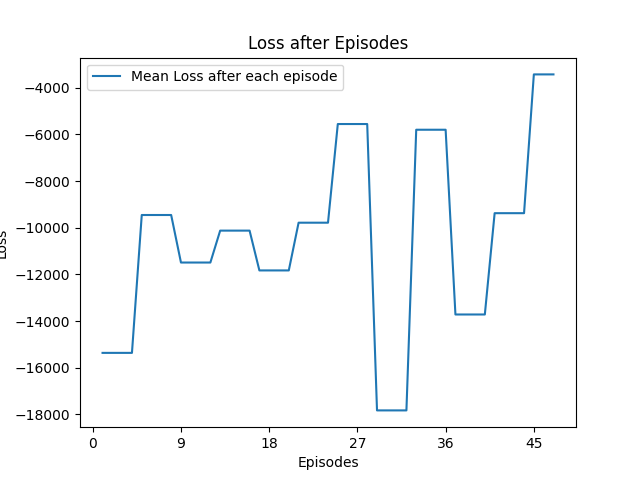 Loss after Episodes
Mean Loss after each episode
−4000
−6000
−8000
−10000
−12000
−14000
−16000
−18000
Loss
0 9 18 27 36 45
Episodes